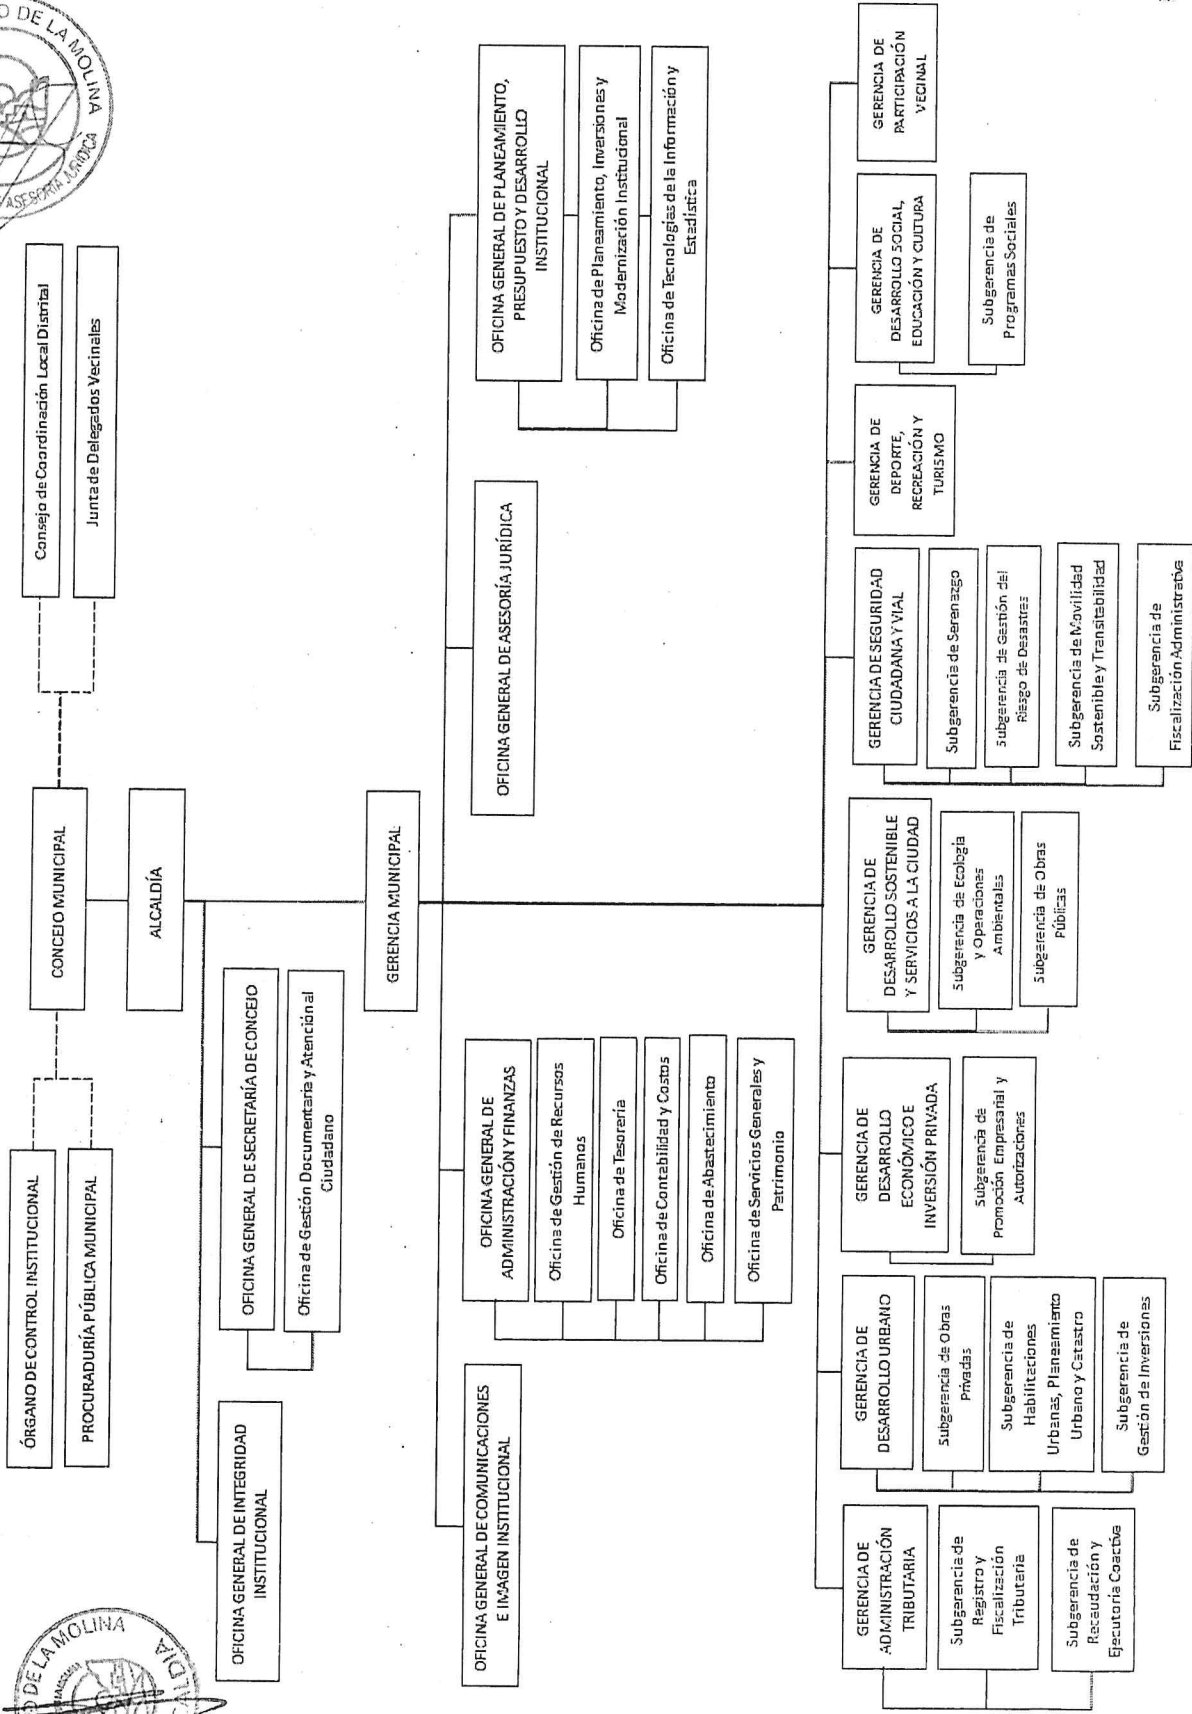 O DE LA MOLINA
ASESORÍA JURÍDICA
Consejo de Coordinación Local Distrital
Junta de Delegados Vecinales
CONCEJO MUNICIPAL
ÓRGANO DE CONTROL INSTITUCIONAL
PROCURADURÍA PÚBLICA MUNICIPAL
ALCALDÍA
OFICINA GENERAL DE INTEGRIDAD
INSTITUCIONAL
OFICINA GENERAL DE SECRETARÍA DE CONCEJO
Oficina de Gestión Documentaria y Atención al
Ciudadano
GERENCIA MUNICIPAL
OFICINA GENERAL DE COMUNICACIONES
E IMAGEN INSTITUCIONAL
OFICINA GENERAL DE
ADMINISTRACIÓN Y FINANZAS
Oficina de Gestión de Recursos
Humanos
Oficina de Tesorería
Oficina de Contabilidad y Costos
Oficina de Abastecimiento
Oficina de Servicios Generales y
Patrimonio
OFICINA GENERAL DE ASESORÍA JURÍDICA
OFICINA GENERAL DE PLANEAMIENTO,
PRESUPUESTO Y DESARROLLO
INSTITUCIONAL
Oficina de Planeamiento, Inversiones y
Modernización Institucional
Oficina de Tecnologías de la Información y
Estadística
GERENCIA DE
ADMINISTRACIÓN
TRIBUTARIA
Subgerencia de
Registro y
Fiscalización
Tributaria
Subgerencia de
Recaudación y
Ejecutoria Coactiva
GERENCIA DE
DESARROLLO URBANO
Subgerencia de Obras
Privadas
Subgerencia de
Habilitaciones
Urbanas, Planeamiento
Urbano y Catastro
Subgerencia de
Gestión de Inversiones
GERENCIA DE
DESARROLLO
ECONÓMICO E
INVERSIÓN PRIVADA
Subgerencia de
Promoción Empresarial y
Autorizaciones
GERENCIA DE
DESARROLLO SOSTENIBLE
Y SERVICIOS A LA CIUDAD
Subgerencia de Ecología
y Operaciones
Ambientales
Subgerencia de Obras
Públicas
GERENCIA DE SEGURIDAD
CIUDADANA Y VIAL
Subgerencia de Serenazgo
Subgerencia de Gestión del
Riesgo de Desastres
Subgerencia de Movilidad
Sostenible y Transitabilidad
Subgerencia de
Fiscalización Administrativa
GERENCIA DE
DEPORTE,
RECREACIÓN Y
TURISMO
GERENCIA DE
DESARROLLO SOCIAL,
EDUCACIÓN Y CULTURA
Subgerencia de
Programas Sociales
GERENCIA DE
PARTICIPACIÓN
VECINAL
O DE LA MOLINA